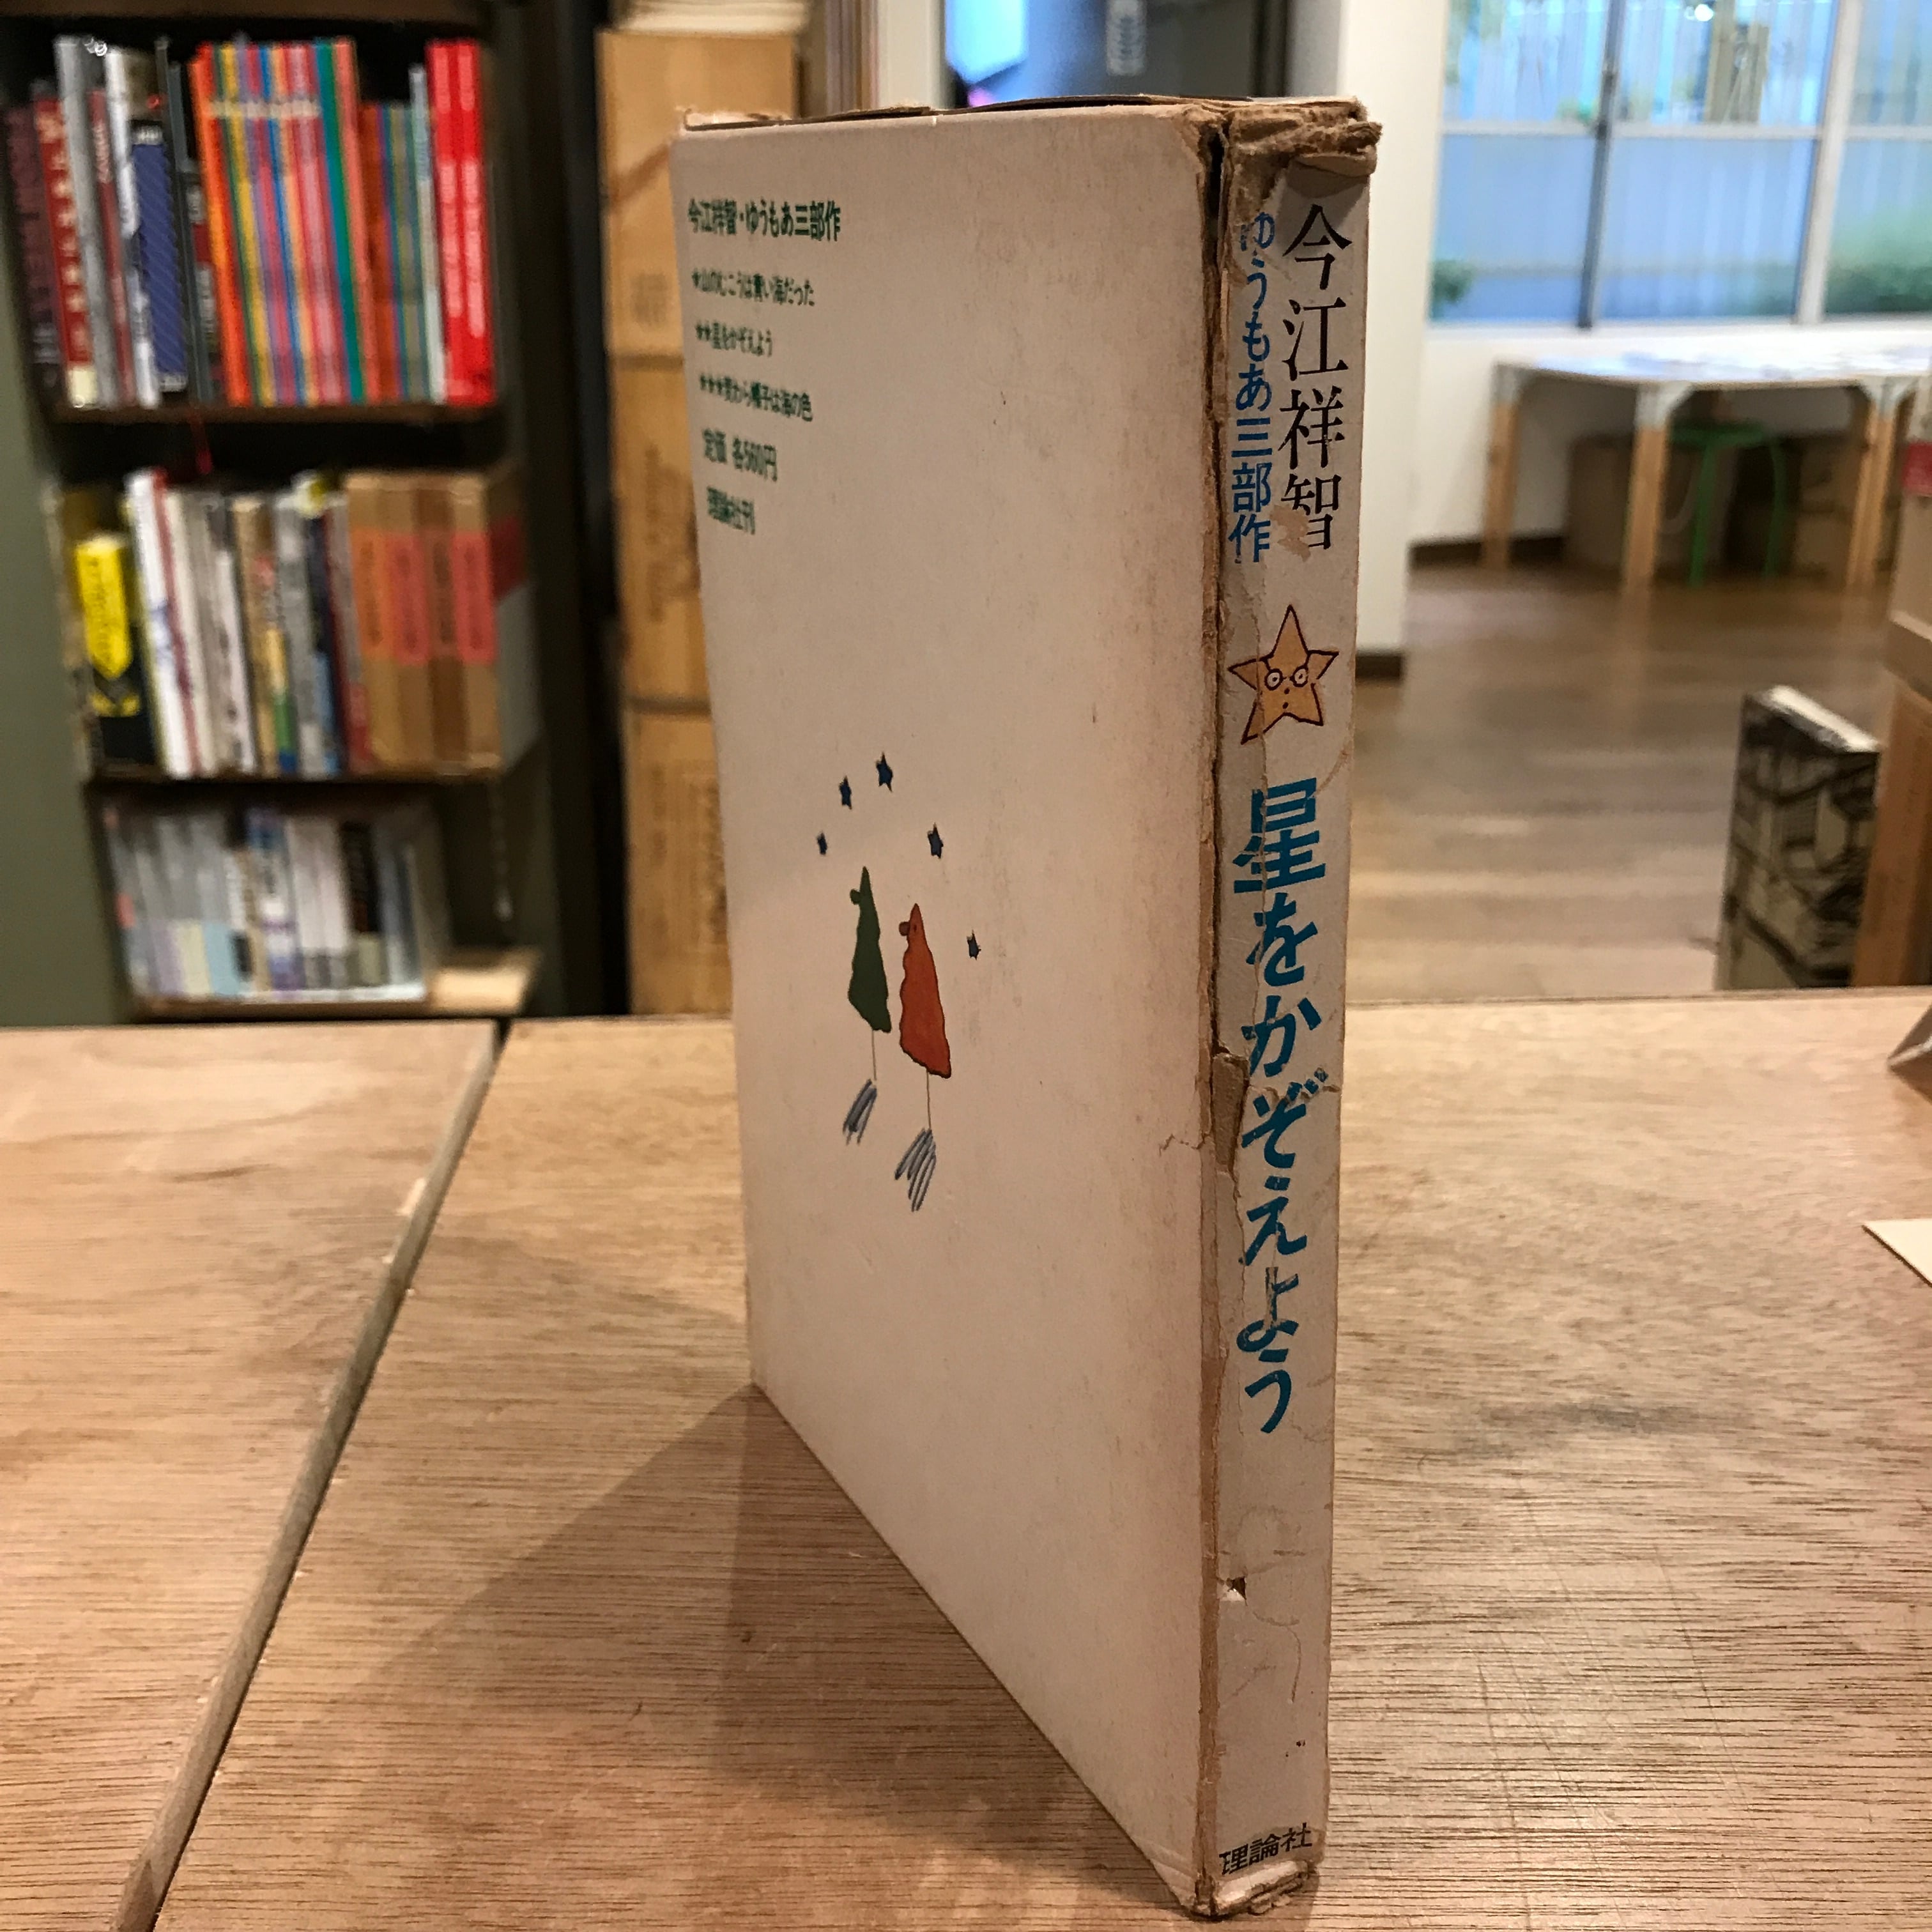 今江祥智・ゆうもあ三部作
★山のむこうは青い海だった
★★星をかぞえよう
★★★麦わら帽子は海の色
定価 各560円
理論社刊
今江祥智
ゆうもあ三部作
星をかぞえよう
理論社